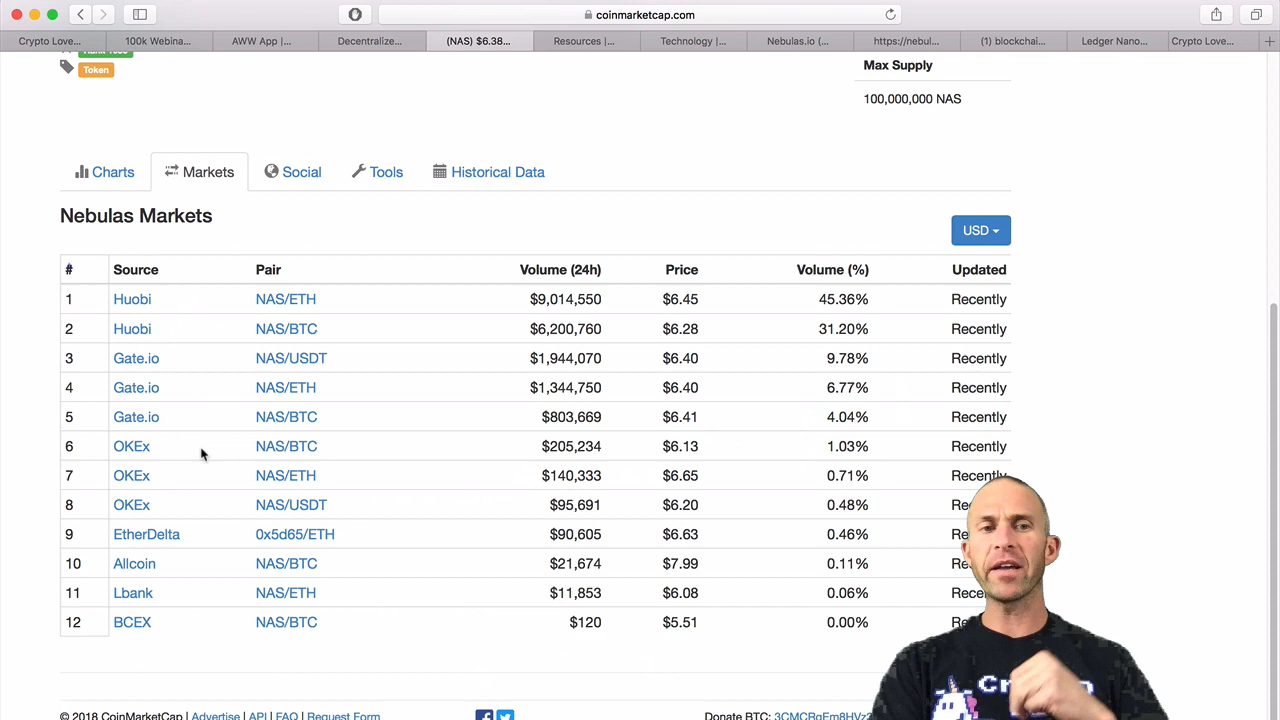 coinmarketcap.com
Crypto Love... 100k Webina... AWW App |... Decentralize... (NAS) $6.38... Resources |... Technology |... Nebulas.io (... https://nebul... (1) blockchai... Ledger Nano... Crypto Love...
Token
Max Supply
100,000,000 NAS
Charts Markets Social Tools Historical Data
Nebulas Markets
USD
# Source Pair Volume (24h) Price Volume (%) Updated
1 Huobi NAS/ETH $9,014,550 $6.45 45.36% Recently
2 Huobi NAS/BTC $6,200,760 $6.28 31.20% Recently
3 Gate.io NAS/USDT $1,944,070 $6.40 9.78% Recently
4 Gate.io NAS/ETH $1,344,750 $6.40 6.77% Recently
5 Gate.io NAS/BTC $803,669 $6.41 4.04% Recently
6 OKEx NAS/BTC $205,234 $6.13 1.03% Recently
7 OKEx NAS/ETH $140,333 $6.65 0.71% Recently
8 OKEx NAS/USDT $95,691 $6.20 0.48% Re
9 EtherDelta 0x5d65/ETH $90,605 $6.63 0.46% Re
10 Allcoin NAS/BTC $21,674 $7.99 0.11% Re
11 Lbank NAS/ETH $11,853 $6.08 0.06% Rec
12 BCEX NAS/BTC $120 $5.51 0.00% Rec
© 2018 CoinMarketCap | Advertise | API | FAQ | Request Form
Donate BTC: